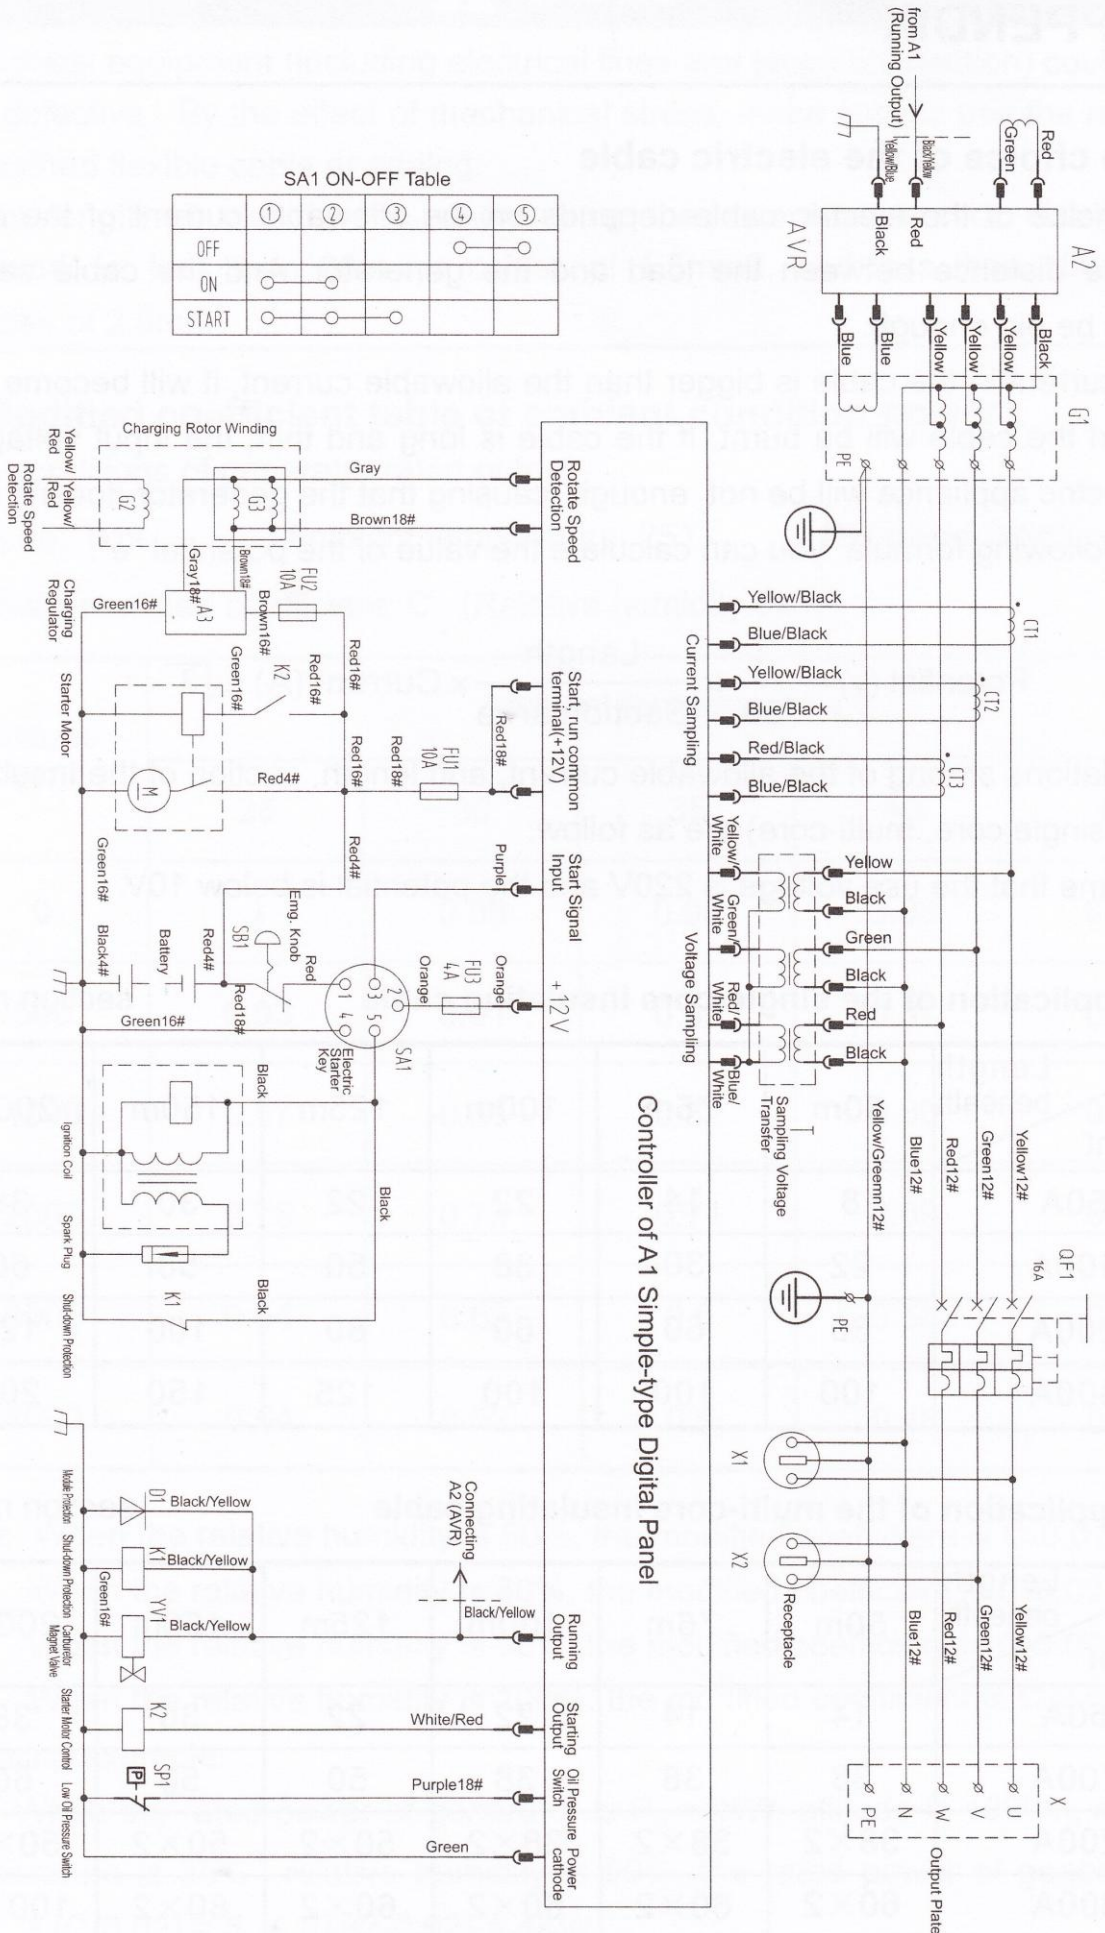 SA1 ON-OFF Table
① ② ③ ④ ⑤
OFF
ON
START
from A1
(Running Output)
Black/Yellow
Yellow/Blue
Red
Green
Red
Black
A2
AVR
Blue
Blue
Yellow
Yellow
Yellow
Black
G1
PE
CT1
CT2
CT3
Yellow/Black
Blue/Black
Yellow/Black
Blue/Black
Red/Black
Blue/Black
Current Sampling
Yellow/
White
Green/
White
Red/
White
Blue/
White
Voltage Sampling
Yellow
Black
Green
Black
Red
Black
T
Sampling Voltage
Transfer
Yellow/Greemn12#
Blue12#
Red12#
Green12#
Yellow12#
QF1
16A
PE
X1
X2
Receptacle
Blue12#
Red12#
Green12#
Yellow12#
X
PE
N
W
V
U
Output Plate
Controller of A1 Simple-type Digital Panel
Rotate Speed
Detection
Start, run common
terminal(+12V)
Start Signal
Input
+12V
Running
Output
Starting
Output
Oil Pressure
Switch
Power
cathode
Charging Rotor Winding
Yellow/
Red
Yellow/
Red
Rotate Speed
Detection
G2
G3
Gray
Brown18#
Brown18#
Gray18#
A3
Green16#
Charging
Regulator
FU2
10A
Brown16#
Green16#
K2
Red16#
Red16#
Starter Motor
M
Red4#
Red16#
Red18#
FU1
10A
Red18#
Red4#
Purple
Green16#
Black4#
Battery
Red4#
SB1
Emg. Knob
Red18#
Red
Green16#
1
2
3
4
5
SA1
Electric
Starter
Key
Orange
FU3
4A
Orange
Black
Ignition Coil
Spark Plug
Black
Black
K1
Shut-down Protection
D1
Module Protection
Black/Yellow
K1
Shut-down Protection
Black/Yellow
Green16#
YV1
Carburetor
Magnet Valve
Black/Yellow
Connecting
A2 (AVR)
Black/Yellow
K2
Starter Motor Control
White/Red
SP1
P
Low Oil Pressure Switch
Purple18#
Green